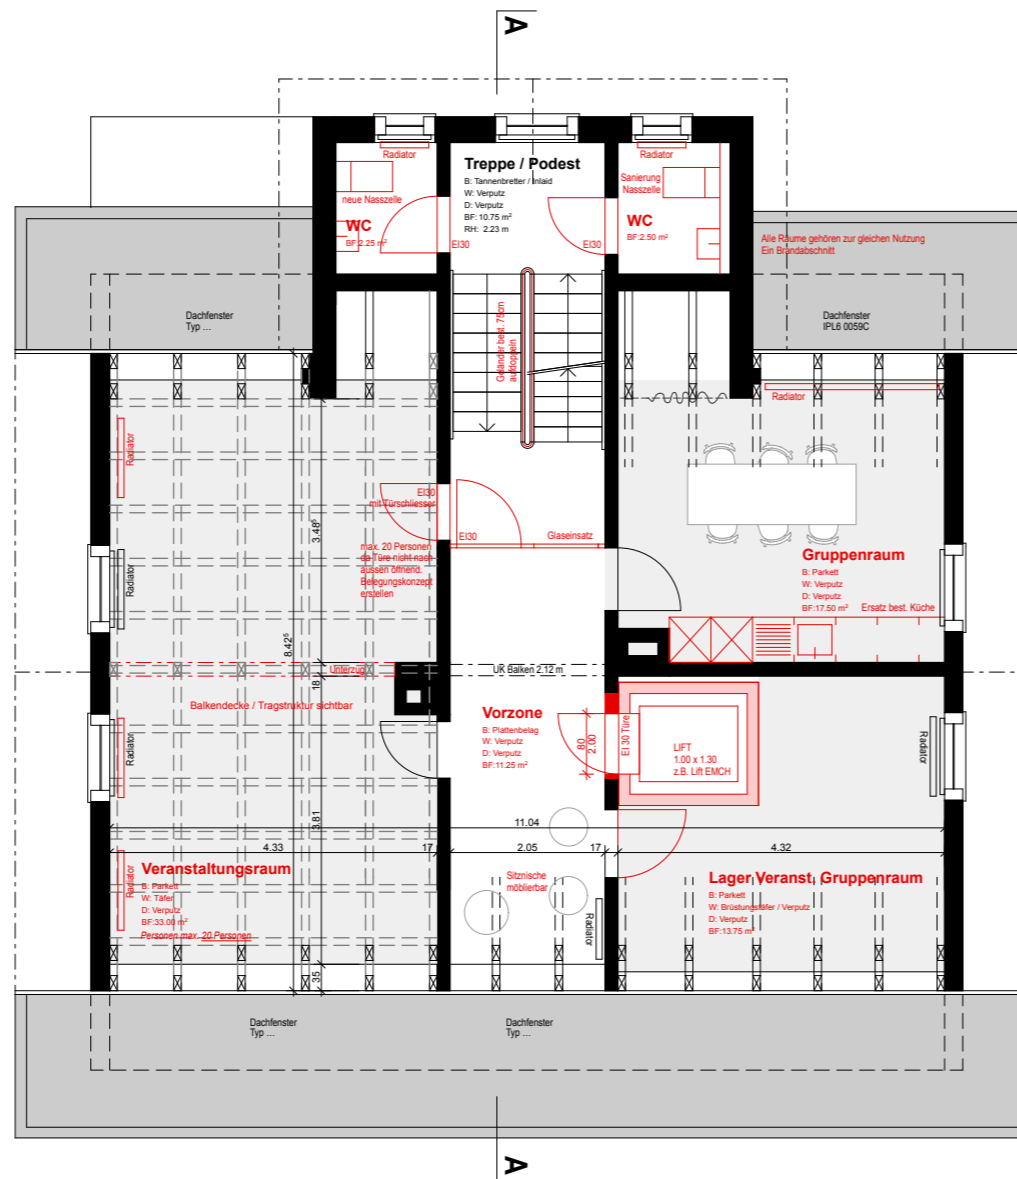 A
Radiator
neue Nasszelle
WC
BF:2.25 m²
EI30
Treppe / Podest
B: Tannenbretter / Inlaid
W: Verputz
D: Verputz
BF: 10.75 m²
RH: 2.23 m
Radiator
Sanierung
Nasszelle
WC
BF:2.50 m²
EI30
Alle Räume gehören zur gleichen Nutzung
Ein Brandabschnitt
Dachfenster
Typ ...
Dachfenster
IPL6 0059C
Geländer best. 75cm
aufdoppeln
Radiator
Radiator
EI30
mit Türschliesser
EI30
Glaseinsatz
3.48⁵
max. 20 Personen
da Türe nicht nach
aussen öffnend.
Belegungskonzept
erstellen
Gruppenraum
B: Parkett
W: Verputz
D: Verputz
BF:17.50 m²
Ersatz best. Küche
Radiator
8.42⁵
Unterzug
18
UK Balken 2.12 m
Balkendecke / Tragstruktur sichtbar
Vorzone
B: Plattenbelag
W: Verputz
D: Verputz
BF:11.25 m²
80
2.00
EI 30 Türe
LIFT
1.00 x 1.30
z.B. Lift EMCH
Radiator
Radiator
3.81
11.04
4.33
17
2.05
17
4.32
Radiator
Veranstaltungsraum
B: Parkett
W: Täfer
D: Verputz
BF:33.00 m²
Personen max. 20 Personen
Sitznische
möblierbar
Radiator
Lager Veranst. Gruppenraum
B: Parkett
W: Brüstungstäfer / Verputz
D: Verputz
BF:13.75 m²
35
Dachfenster
Typ ...
Dachfenster
Typ ...
A